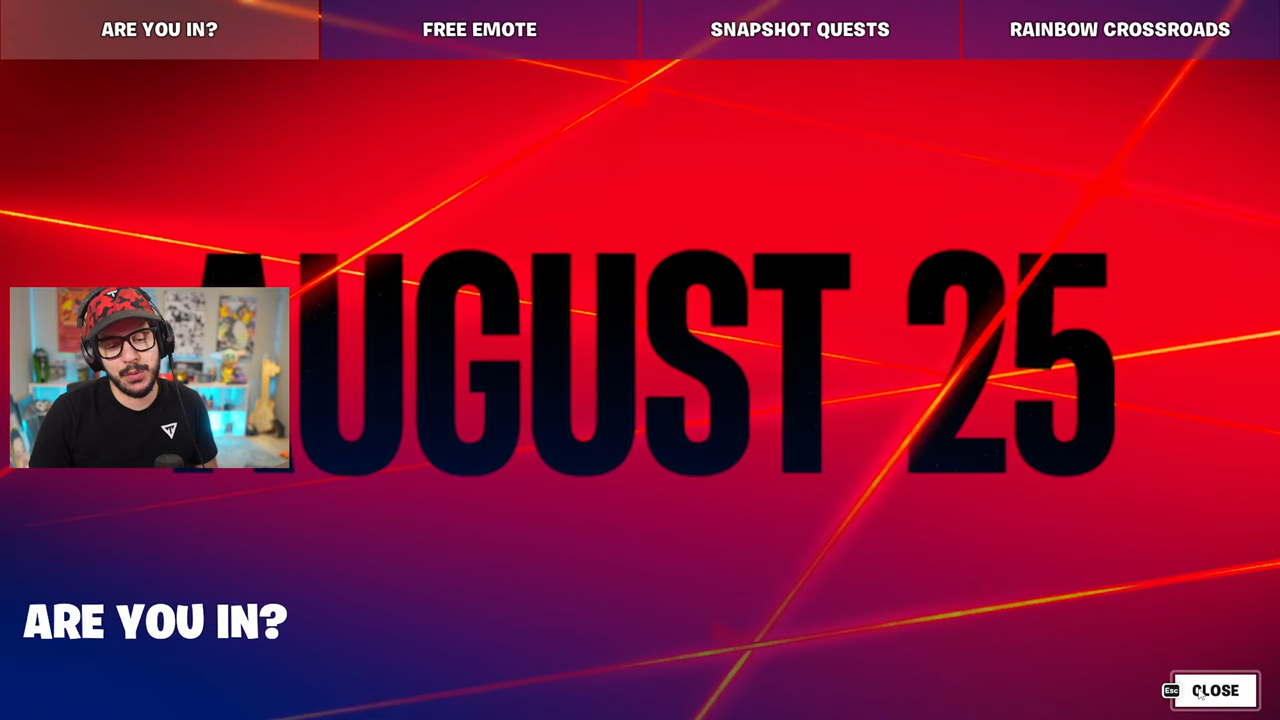 ARE YOU IN?
FREE EMOTE
SNAPSHOT QUESTS
RAINBOW CROSSROADS
AUGUST 25
ARE YOU IN?
Esc CLOSE